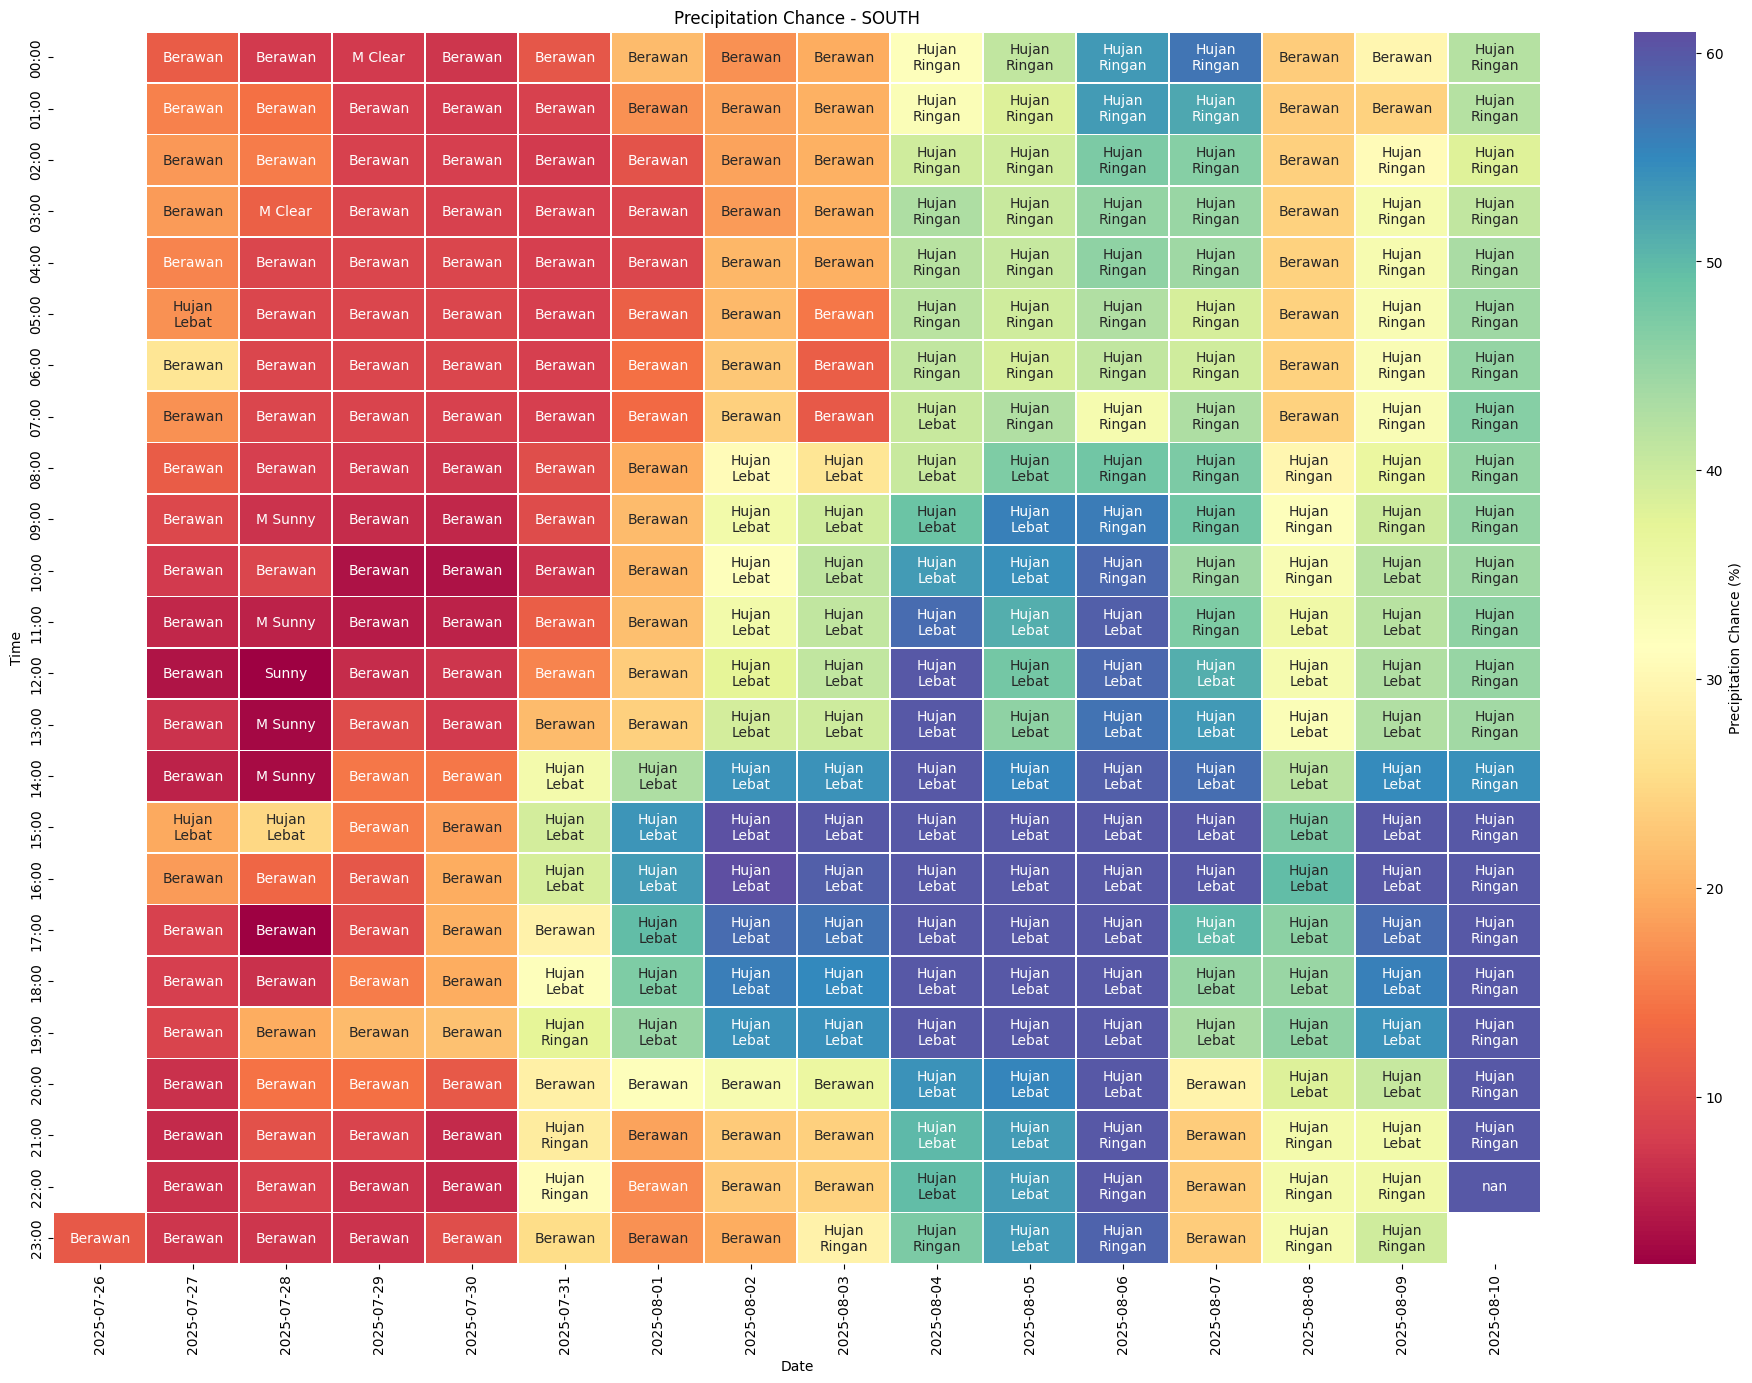 Precipitation Chance - SOUTH
00:00 Berawan Berawan M Clear Berawan Berawan Berawan Berawan Berawan Hujan Ringan Hujan Ringan Hujan Ringan Hujan Ringan Berawan Berawan Hujan Ringan
01:00 Berawan Berawan Berawan Berawan Berawan Berawan Berawan Berawan Hujan Ringan Hujan Ringan Hujan Ringan Hujan Ringan Berawan Berawan Hujan Ringan
02:00 Berawan Berawan Berawan Berawan Berawan Berawan Berawan Berawan Hujan Ringan Hujan Ringan Hujan Ringan Hujan Ringan Berawan Hujan Ringan Hujan Ringan
03:00 Berawan M Clear Berawan Berawan Berawan Berawan Berawan Berawan Hujan Ringan Hujan Ringan Hujan Ringan Hujan Ringan Berawan Hujan Ringan Hujan Ringan
04:00 Berawan Berawan Berawan Berawan Berawan Berawan Berawan Berawan Hujan Ringan Hujan Ringan Hujan Ringan Hujan Ringan Berawan Hujan Ringan Hujan Ringan
05:00 Hujan Lebat Berawan Berawan Berawan Berawan Berawan Berawan Berawan Hujan Ringan Hujan Ringan Hujan Ringan Hujan Ringan Berawan Hujan Ringan Hujan Ringan
06:00 Berawan Berawan Berawan Berawan Berawan Berawan Berawan Berawan Hujan Ringan Hujan Ringan Hujan Ringan Hujan Ringan Berawan Hujan Ringan Hujan Ringan
07:00 Berawan Berawan Berawan Berawan Berawan Berawan Berawan Berawan Hujan Lebat Hujan Ringan Hujan Ringan Hujan Ringan Berawan Hujan Ringan Hujan Ringan
08:00 Berawan Berawan Berawan Berawan Berawan Berawan Hujan Lebat Hujan Lebat Hujan Lebat Hujan Lebat Hujan Ringan Hujan Ringan Hujan Ringan Hujan Ringan Hujan Ringan
09:00 Berawan M Sunny Berawan Berawan Berawan Berawan Hujan Lebat Hujan Lebat Hujan Lebat Hujan Lebat Hujan Ringan Hujan Ringan Hujan Ringan Hujan Ringan Hujan Ringan
10:00 Berawan Berawan Berawan Berawan Berawan Berawan Hujan Lebat Hujan Lebat Hujan Lebat Hujan Lebat Hujan Ringan Hujan Ringan Hujan Ringan Hujan Lebat Hujan Ringan
11:00 Berawan M Sunny Berawan Berawan Berawan Berawan Hujan Lebat Hujan Lebat Hujan Lebat Hujan Lebat Hujan Lebat Hujan Ringan Hujan Lebat Hujan Lebat Hujan Ringan
12:00 Berawan Sunny Berawan Berawan Berawan Berawan Hujan Lebat Hujan Lebat Hujan Lebat Hujan Lebat Hujan Lebat Hujan Lebat Hujan Lebat Hujan Lebat Hujan Ringan
13:00 Berawan M Sunny Berawan Berawan Berawan Berawan Hujan Lebat Hujan Lebat Hujan Lebat Hujan Lebat Hujan Lebat Hujan Lebat Hujan Lebat Hujan Lebat Hujan Ringan
14:00 Berawan M Sunny Berawan Berawan Hujan Lebat Hujan Lebat Hujan Lebat Hujan Lebat Hujan Lebat Hujan Lebat Hujan Lebat Hujan Lebat Hujan Lebat Hujan Lebat Hujan Ringan
15:00 Hujan Lebat Hujan Lebat Berawan Berawan Hujan Lebat Hujan Lebat Hujan Lebat Hujan Lebat Hujan Lebat Hujan Lebat Hujan Lebat Hujan Lebat Hujan Lebat Hujan Lebat Hujan Ringan
16:00 Berawan Berawan Berawan Berawan Hujan Lebat Hujan Lebat Hujan Lebat Hujan Lebat Hujan Lebat Hujan Lebat Hujan Lebat Hujan Lebat Hujan Lebat Hujan Lebat Hujan Ringan
17:00 Berawan Berawan Berawan Berawan Berawan Hujan Lebat Hujan Lebat Hujan Lebat Hujan Lebat Hujan Lebat Hujan Lebat Hujan Lebat Hujan Lebat Hujan Lebat Hujan Ringan
18:00 Berawan Berawan Berawan Berawan Hujan Lebat Hujan Lebat Hujan Lebat Hujan Lebat Hujan Lebat Hujan Lebat Hujan Lebat Hujan Lebat Hujan Lebat Hujan Lebat Hujan Ringan
19:00 Berawan Berawan Berawan Berawan Hujan Ringan Hujan Lebat Hujan Lebat Hujan Lebat Hujan Lebat Hujan Lebat Hujan Lebat Hujan Lebat Hujan Lebat Hujan Lebat Hujan Ringan
20:00 Berawan Berawan Berawan Berawan Berawan Berawan Berawan Berawan Hujan Lebat Hujan Lebat Hujan Lebat Berawan Hujan Lebat Hujan Lebat Hujan Ringan
21:00 Berawan Berawan Berawan Berawan Hujan Ringan Berawan Berawan Berawan Hujan Lebat Hujan Lebat Hujan Ringan Berawan Hujan Ringan Hujan Lebat Hujan Ringan
22:00 Berawan Berawan Berawan Berawan Hujan Ringan Berawan Berawan Berawan Hujan Lebat Hujan Lebat Hujan Ringan Berawan Hujan Ringan Hujan Ringan nan
23:00 Berawan Berawan Berawan Berawan Berawan Berawan Berawan Berawan Hujan Ringan Hujan Ringan Hujan Lebat Hujan Ringan Berawan Hujan Ringan Hujan Ringan
Time
2025-07-26 2025-07-27 2025-07-28 2025-07-29 2025-07-30 2025-07-31 2025-08-01 2025-08-02 2025-08-03 2025-08-04 2025-08-05 2025-08-06 2025-08-07 2025-08-08 2025-08-09 2025-08-10
Date
60
50
40
30
20
10
Precipitation Chance (%)